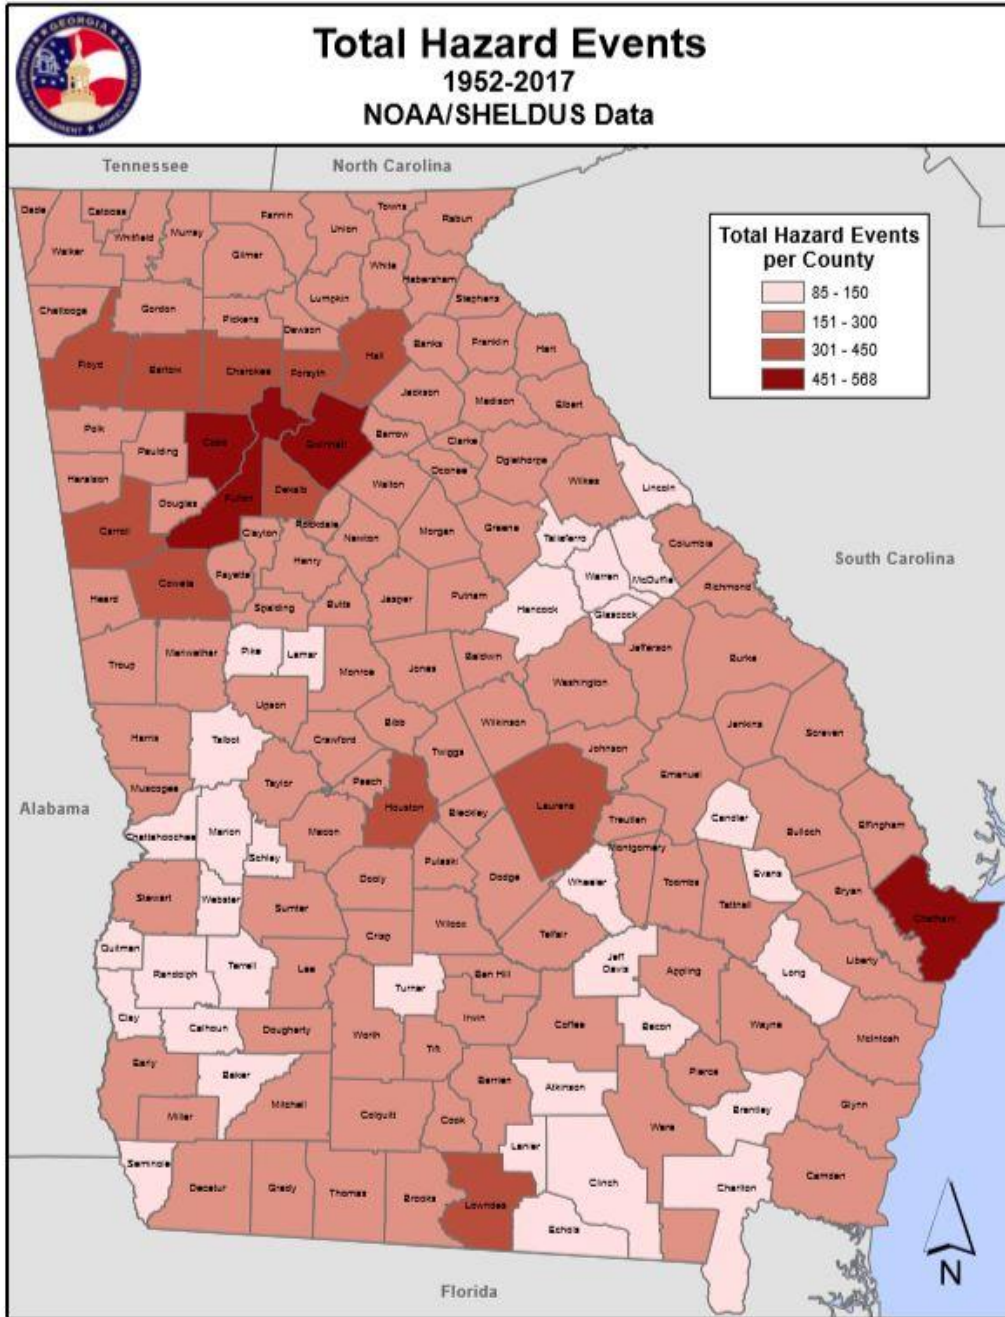 GEORGIA
Total Hazard Events
1952-2017
NOAA/SHELDUS Data
Tennessee
North Carolina
Total Hazard Events
per County
85 - 150
151 - 300
301 - 450
451 - 568
Dade
Catoosa
Whitfield
Murray
Fannin
Union
Towns
Rabun
Walker
Gilmer
White
Habersham
Stephens
Chattooga
Gordon
Pickens
Lumpkin
Dawson
Banks
Franklin
Hart
Floyd
Bartow
Cherokee
Forsyth
Hall
Jackson
Madison
Elbert
Polk
Paulding
Cobb
Gwinnett
Barrow
Clarke
Oconee
Oglethorpe
Wilkes
Lincoln
Haralson
Douglas
Fulton
Dekalb
Walton
Carroll
Clayton
Rockdale
Newton
Morgan
Greene
Taliaferro
Columbia
South Carolina
Heard
Coweta
Fayette
Henry
Spalding
Butts
Jasper
Putnam
Hancock
Warren
McDuffie
Glascock
Richmond
Troup
Meriwether
Pike
Lamar
Monroe
Jones
Baldwin
Washington
Jefferson
Burke
Harris
Talbot
Upson
Crawford
Bibb
Twiggs
Wilkinson
Johnson
Jenkins
Screven
Alabama
Muscogee
Taylor
Peach
Houston
Bleckley
Laurens
Treutlen
Emanuel
Candler
Bulloch
Effingham
Chattahoochee
Marion
Schley
Macon
Dooly
Pulaski
Dodge
Wheeler
Montgomery
Toombs
Tattnall
Evans
Bryan
Chatham
Stewart
Webster
Sumter
Crisp
Wilcox
Telfair
Jeff
Davis
Appling
Long
Liberty
Quitman
Randolph
Terrell
Lee
Turner
Ben Hill
Irwin
Coffee
Bacon
Wayne
McIntosh
Clay
Calhoun
Dougherty
Worth
Tift
Early
Baker
Mitchell
Berrien
Atkinson
Pierce
Brantley
Glynn
Miller
Colquitt
Cook
Lanier
Ware
Seminole
Decatur
Grady
Thomas
Brooks
Lowndes
Clinch
Echols
Charlton
Camden
Florida
N